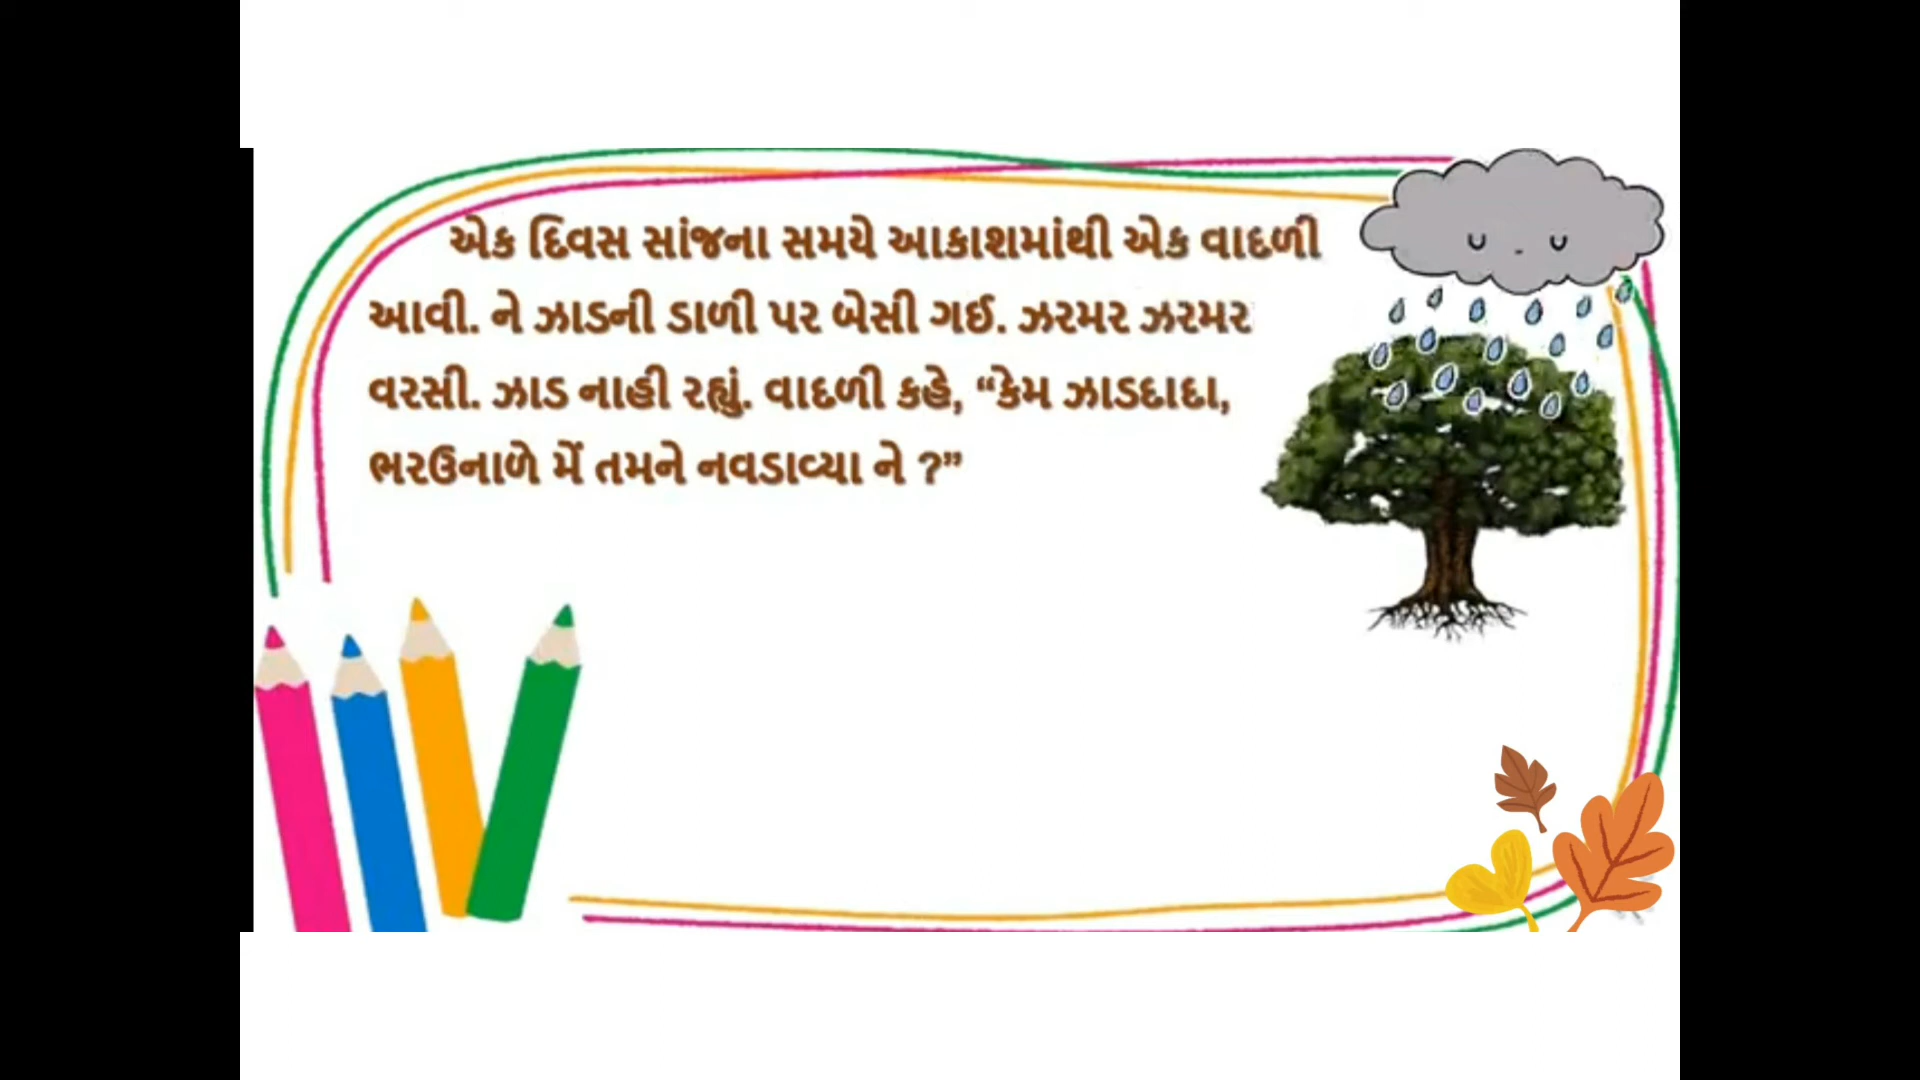 એક દિવસ સાંજના સમયે આકાશમાંથી એક વાદળી
આવી. ને ઝાડની ડાળી પર બેસી ગઈ. ઝરમર ઝરમર
વરસી. ઝાડ નાહી રહ્યું. વાદળી કહે, “કેમ ઝાડદાદા,
ભરઉનાળે મેં તમને નવડાવ્યા ને ?”